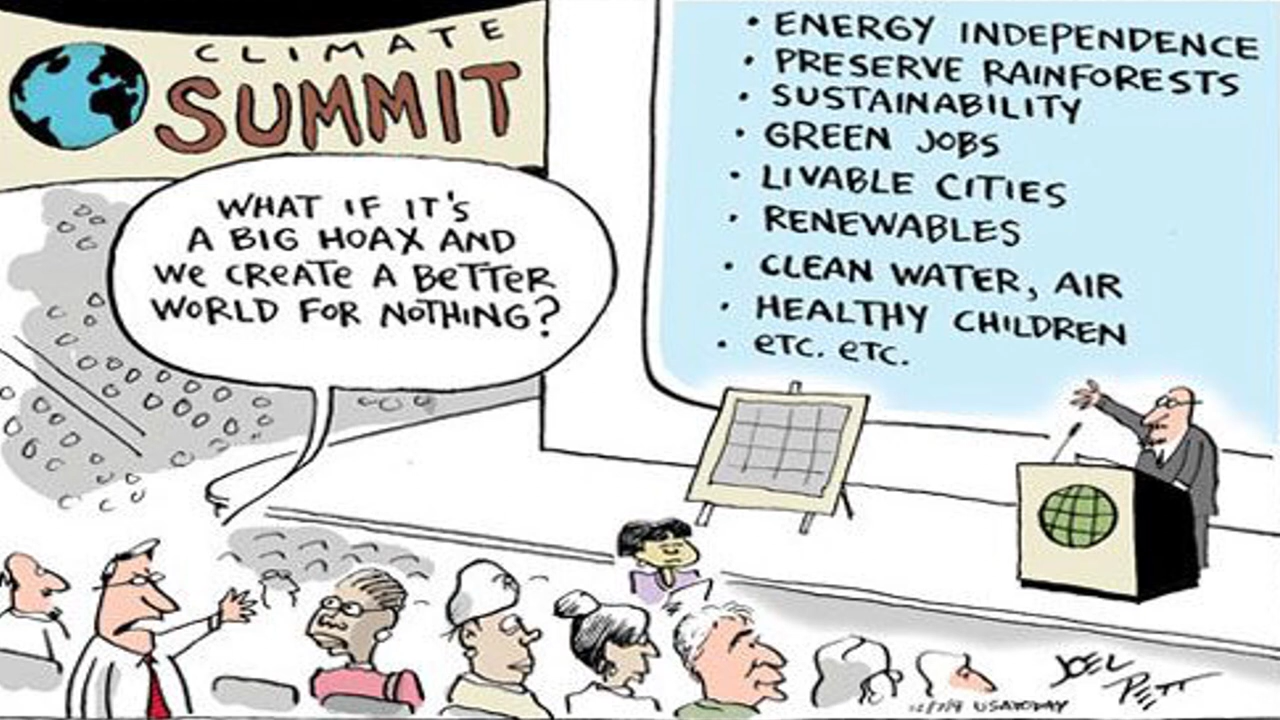 CLIMATE
SUMMIT
WHAT IF IT'S
A BIG HOAX AND
WE CREATE A BETTER
WORLD FOR NOTHING?
• ENERGY INDEPENDENCE
• PRESERVE RAINFORESTS
• SUSTAINABILITY
• GREEN JOBS
• LIVABLE CITIES
• RENEWABLES
• CLEAN WATER, AIR
• HEALTHY CHILDREN
• ETC. ETC.
JOEL
PETT
USA TODAY